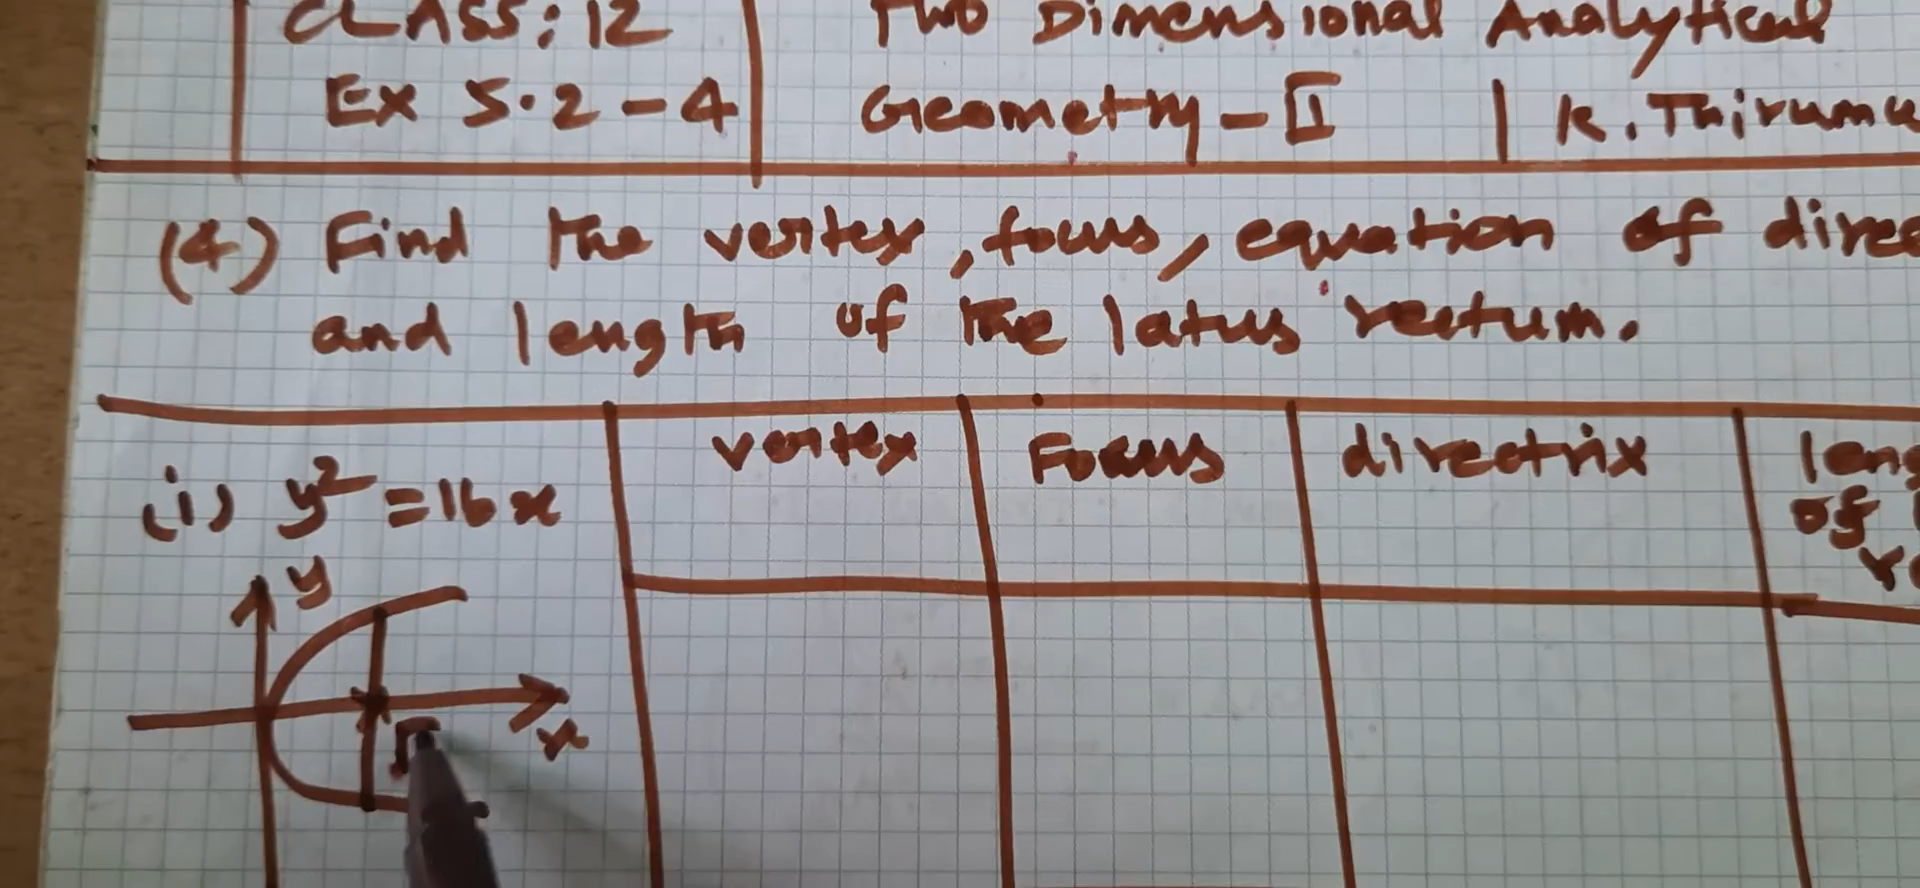 CLASS: 12
Two Dimensional Analytical
Ex 5.2-4
Geometry-II
K. Thirumu
(4) Find the vertex, focus, equation of direc
and length of the latus rectum.
(i) y² = 16x
vertex
Focus
directrix
leng
of
y
x
F